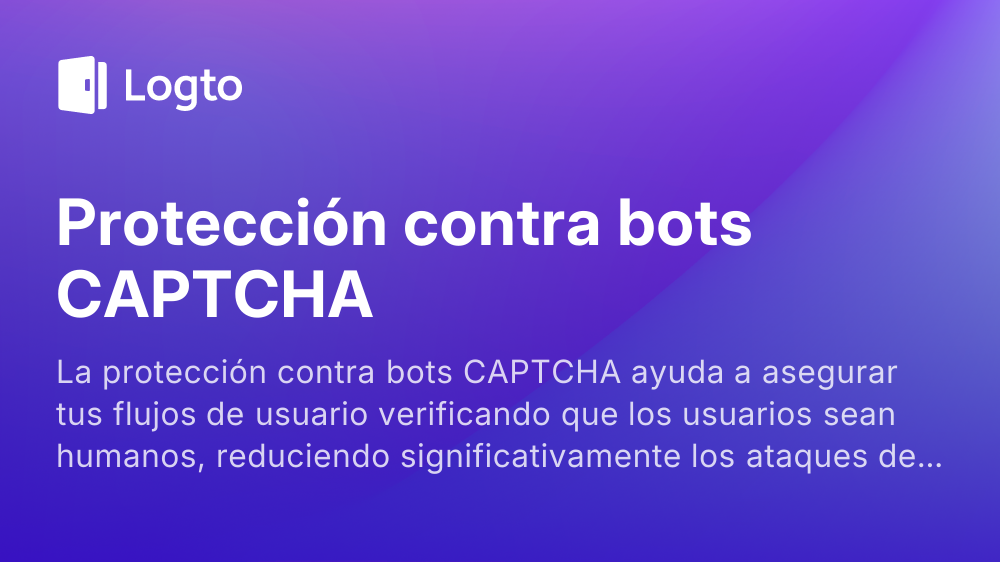 Logto
Protección contra bots
CAPTCHA
La protección contra bots CAPTCHA ayuda a asegurar
tus flujos de usuario verificando que los usuarios sean
humanos, reduciendo significativamente los ataques de...